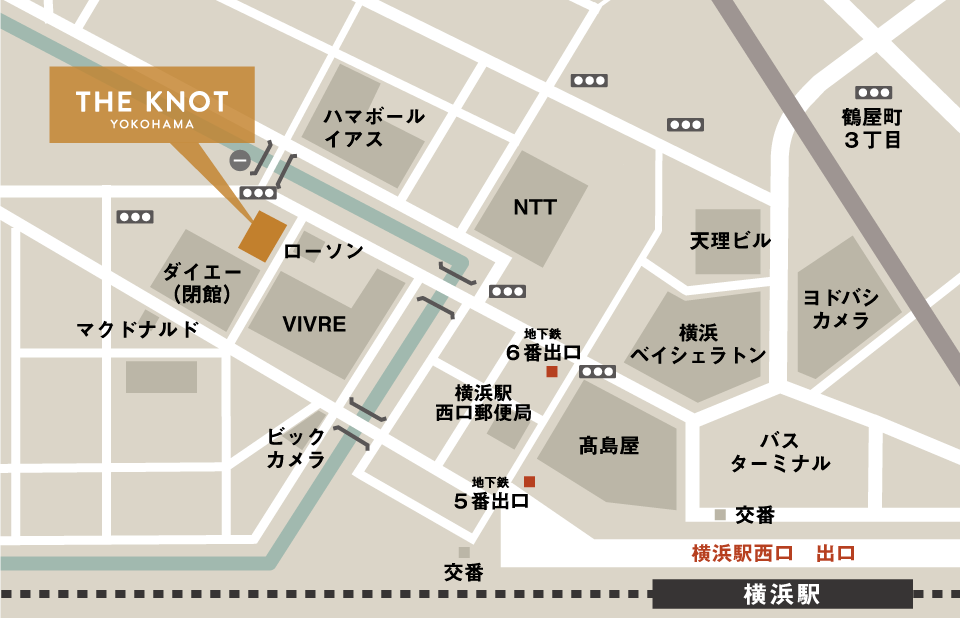 THE KNOT
YOKOHAMA
ハマボール
イアス
鶴屋町
3丁目
NTT
天理ビル
ローソン
ダイエー
(閉館)
ヨドバシ
カメラ
マクドナルド
VIVRE
横浜
ベイシェラトン
地下鉄
6番出口
横浜駅
西口郵便局
ビック
カメラ
髙島屋
バス
ターミナル
地下鉄
5番出口
交番
横浜駅西口 出口
交番
横浜駅